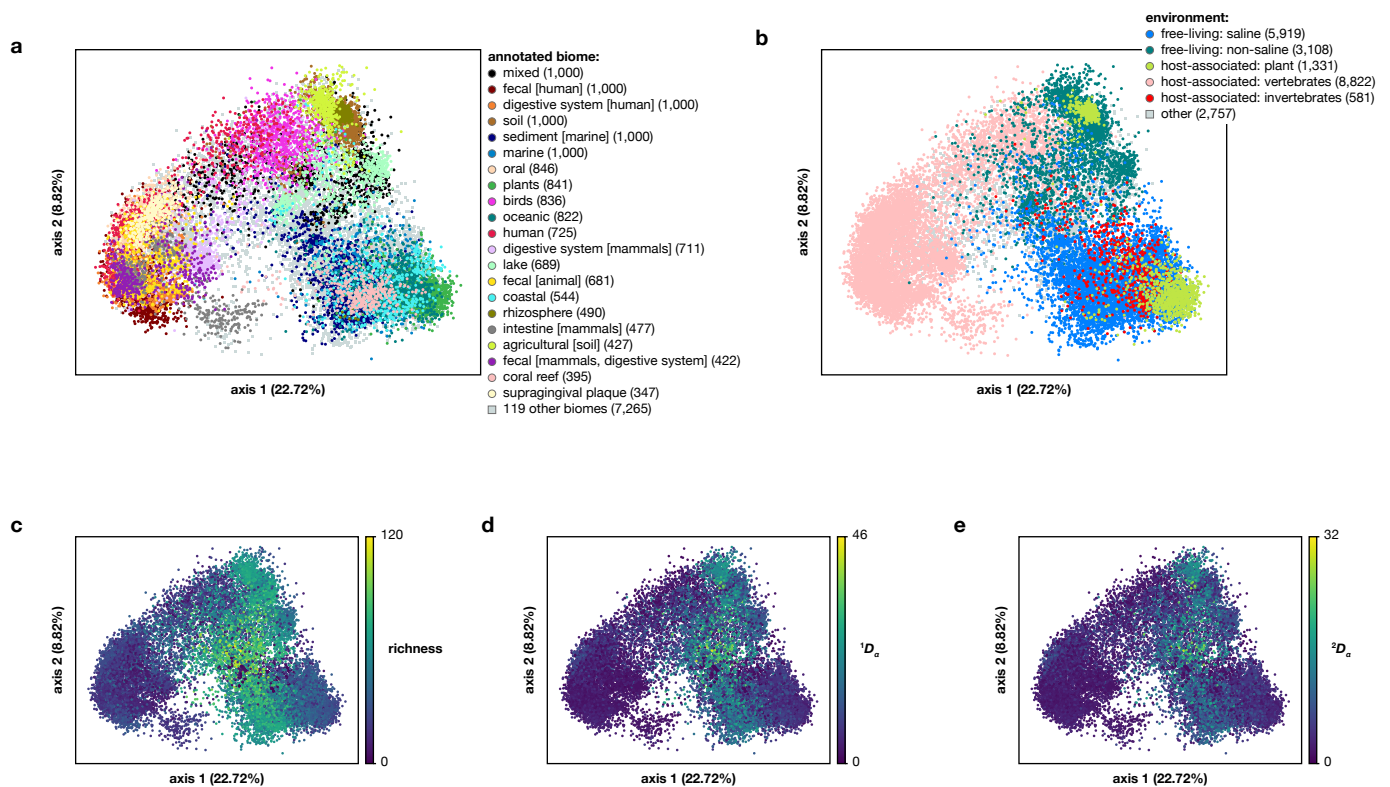 a
annotated biome:
mixed (1,000)
fecal [human] (1,000)
digestive system [human] (1,000)
soil (1,000)
sediment [marine] (1,000)
marine (1,000)
oral (846)
plants (841)
birds (836)
oceanic (822)
human (725)
digestive system [mammals] (711)
lake (689)
fecal [animal] (681)
coastal (544)
rhizosphere (490)
intestine [mammals] (477)
agricultural [soil] (427)
fecal [mammals, digestive system] (422)
coral reef (395)
supragingival plaque (347)
119 other biomes (7,265)
axis 2 (8.82%)
axis 1 (22.72%)
b
environment:
free-living: saline (5,919)
free-living: non-saline (3,108)
host-associated: plant (1,331)
host-associated: vertebrates (8,822)
host-associated: invertebrates (581)
other (2,757)
axis 2 (8.82%)
axis 1 (22.72%)
c
120
richness
0
axis 2 (8.82%)
axis 1 (22.72%)
d
46
¹Dα
0
axis 2 (8.82%)
axis 1 (22.72%)
e
32
²Dα
0
axis 2 (8.82%)
axis 1 (22.72%)